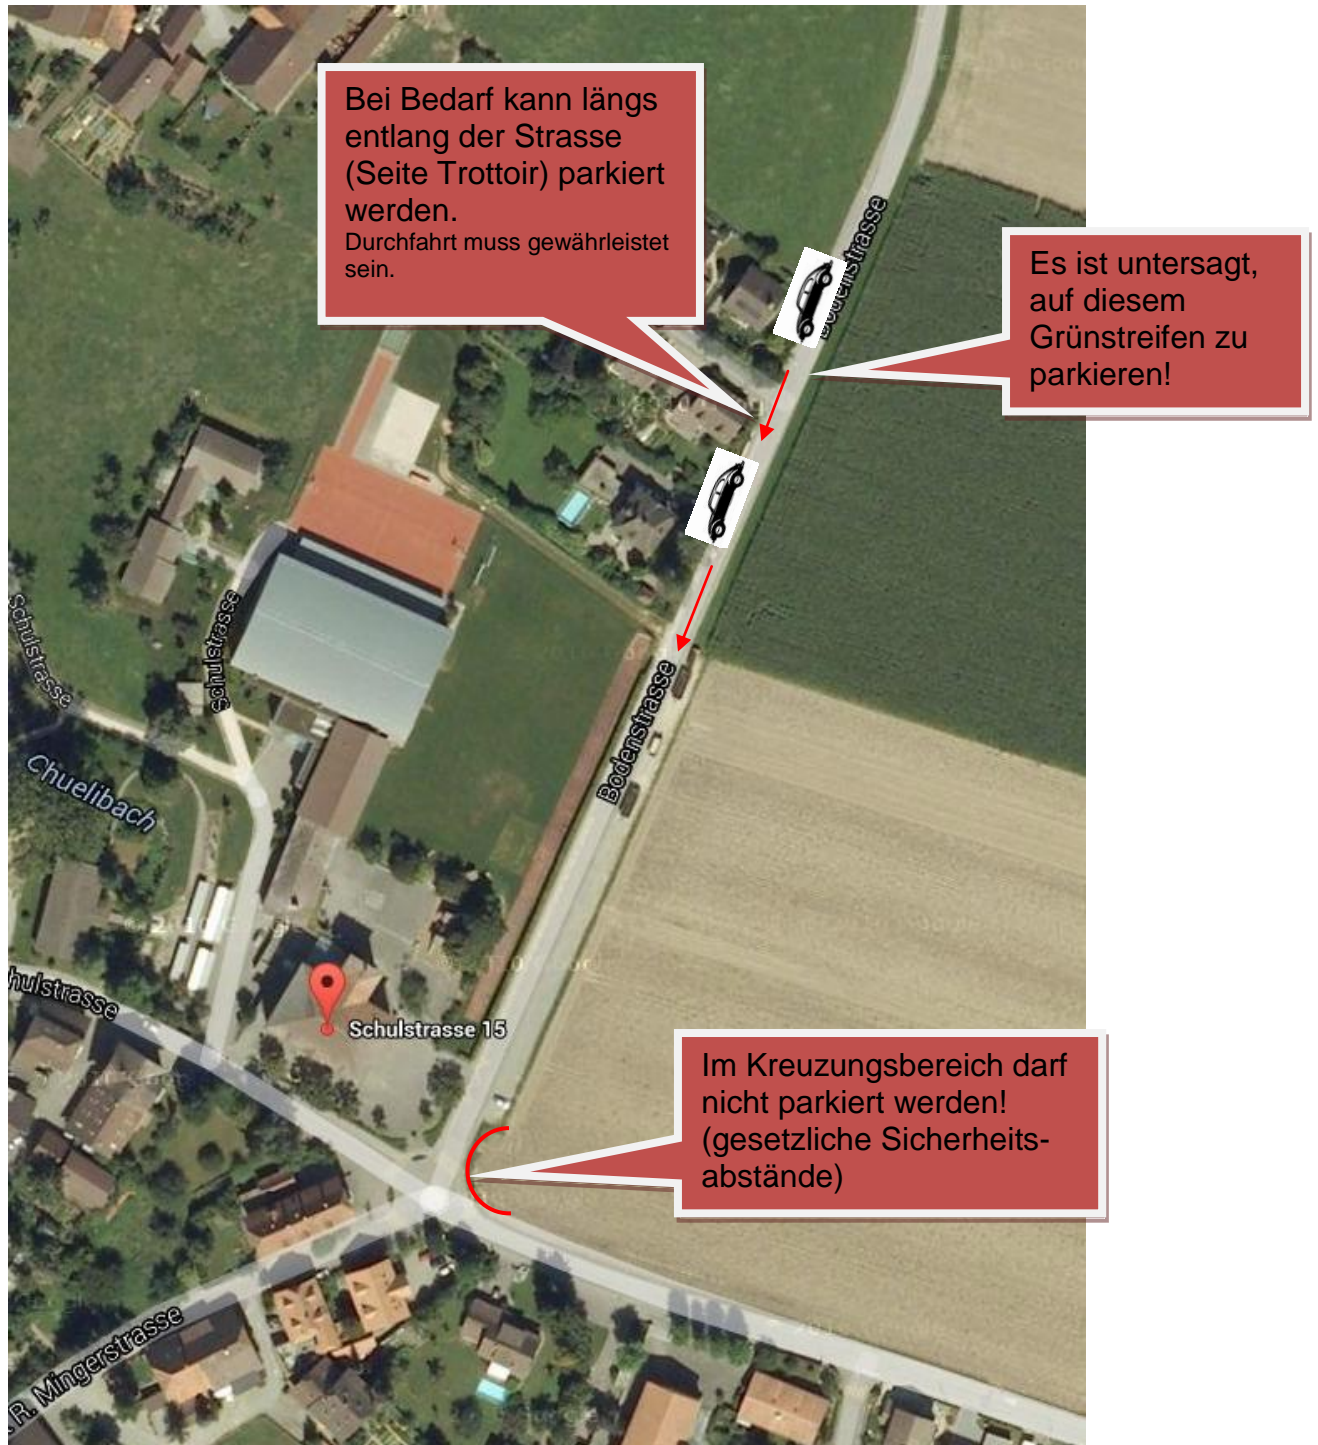 Bei Bedarf kann längs
entlang der Strasse
(Seite Trottoir) parkiert
werden.
Durchfahrt muss gewährleistet
sein.
Bodenstrasse
Es ist untersagt,
auf diesem
Grünstreifen zu
parkieren!
Schulstrasse
Schulstrasse
Bodenstrasse
Chuelibach
hulstrasse
Schulstrasse 15
Im Kreuzungsbereich darf
nicht parkiert werden!
(gesetzliche Sicherheits-
abstände)
R. Mingerstrasse